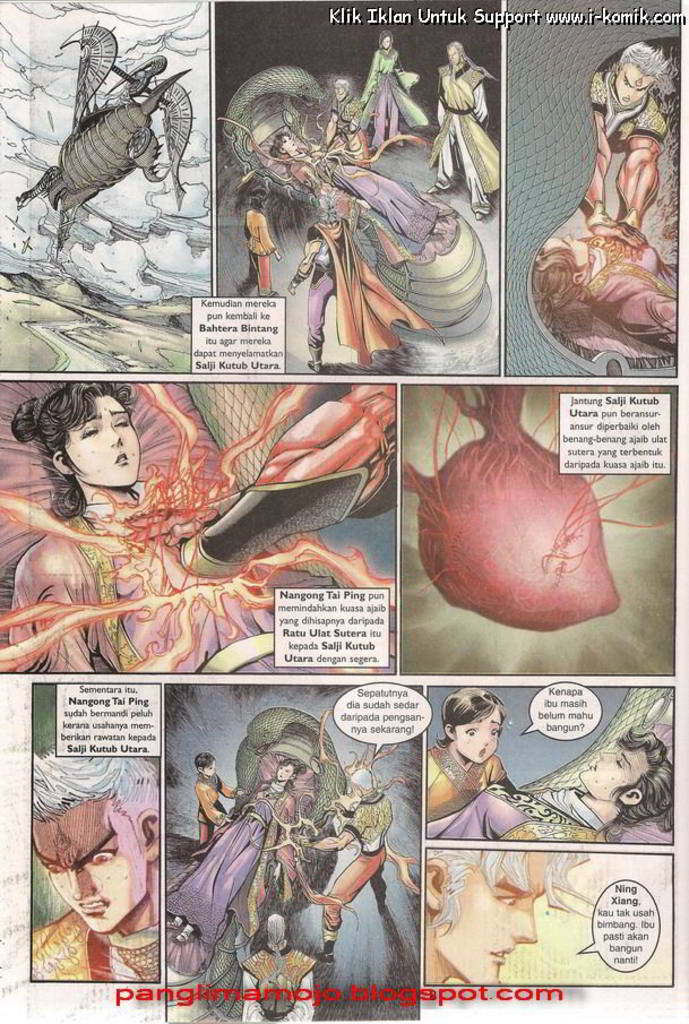 Klik Iklan Untuk Support www.i-komik.com
Kemudian mereka
pun kembali ke
Bahtera Bintang
itu agar mereka
dapat menyelamatkan
Salji Kutub Utara.
Nangong Tai Ping pun
memindahkan kuasa ajaib
yang dihisapnya daripada
Ratu Ulat Sutera itu
kepada Salji Kutub
Utara dengan segera.
Jantung Salji Kutub
Utara pun beransur-
ansur diperbaiki oleh
benang-benang ajaib ulat
sutera yang terbentuk
daripada kuasa ajaib itu.
Sementara itu,
Nangong Tai Ping
sudah bermandi peluh
kerana usahanya mem-
berikan rawatan kepada
Salji Kutub Utara.
Sepatutnya
dia sudah sedar
daripada pengsan-
nya sekarang!
Kenapa
ibu masih
belum mahu
bangun?
Ning
Xiang,
kau tak usah
bimbang. Ibu
pasti akan
bangun
nanti!
panglimamojo.blogspot.com